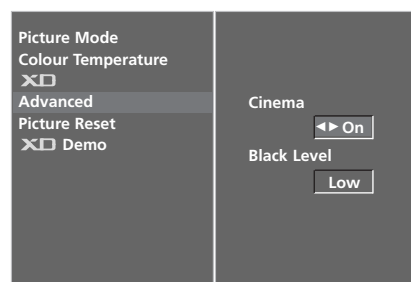 Picture Mode
Colour Temperature
XD
Advanced
Picture Reset
XD Demo
Cinema
◄► On
Black Level
Low